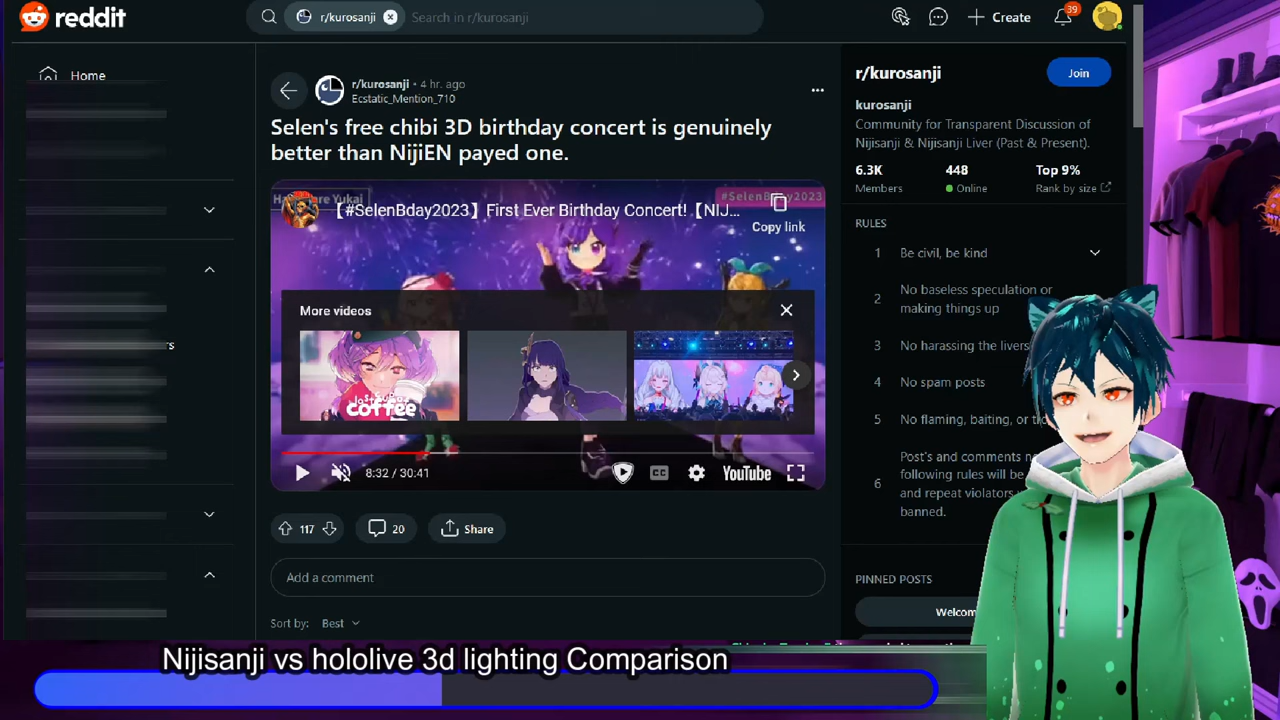 reddit
r/kurosanji
Search in r/kurosanji
Create
39
Home
r/kurosanji • 4 hr. ago
Ecstatic_Mention_710
Selen's free chibi 3D birthday concert is genuinely
better than NijiEN payed one.
#SelenBday2023
【#SelenBday2023】First Ever Birthday Concert!【NIJ...
Copy link
More videos
COFFEE
8:32 / 30:41
CC
YouTube
117
20
Share
Add a comment
Sort by:
Best
r/kurosanji
Join
kurosanji
Community for Transparent Discussion of
Nijisanji & Nijisanji Liver (Past & Present).
6.3K
448
Top 9%
Members
Online
Rank by size
RULES
1 Be civil, be kind
2 No baseless speculation or
making things up
3 No harassing the livers
4 No spam posts
5 No flaming, baiting, or
6 Post's and comments
following rules will be
and repeat violators
banned.
PINNED POSTS
Nijisanji vs hololive 3d lighting Comparison